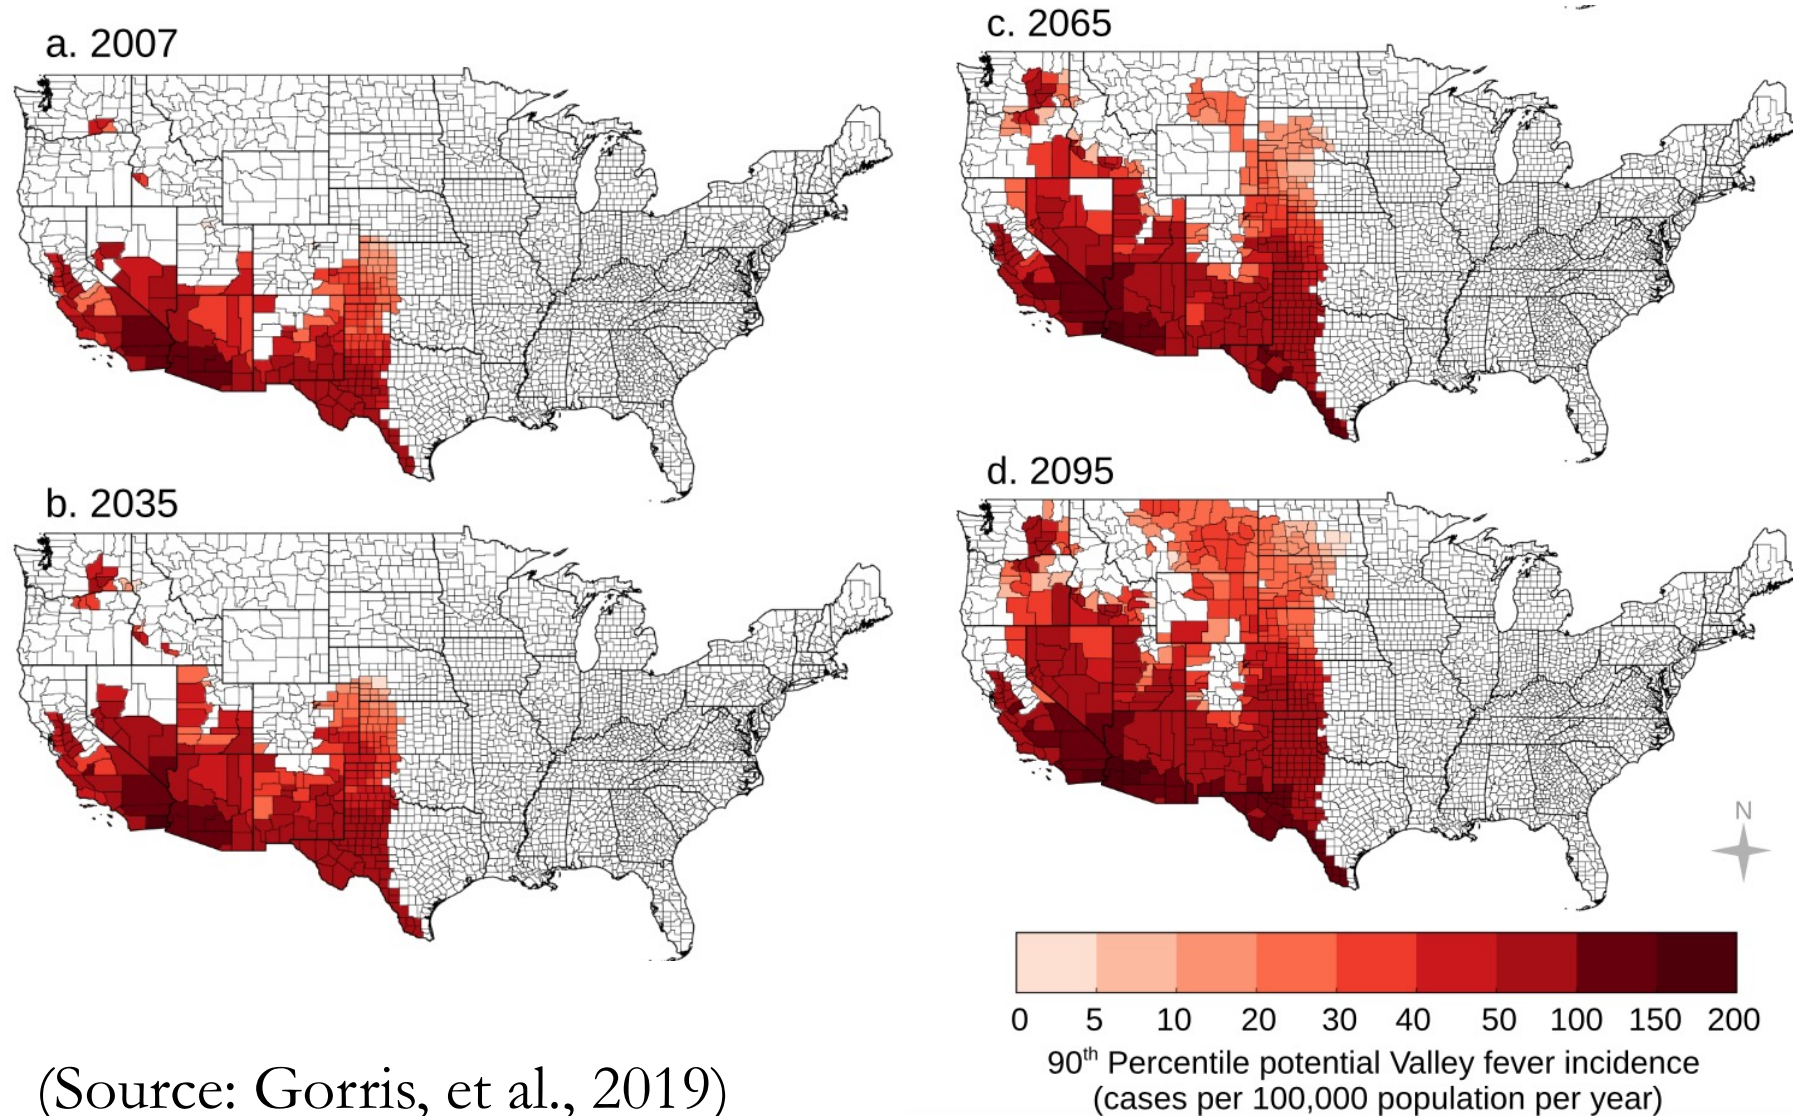 a. 2007
b. 2035
c. 2065
d. 2095
N
0 5 10 20 30 40 50 100 150 200
90th Percentile potential Valley fever incidence
(cases per 100,000 population per year)
(Source: Gorris, et al., 2019)